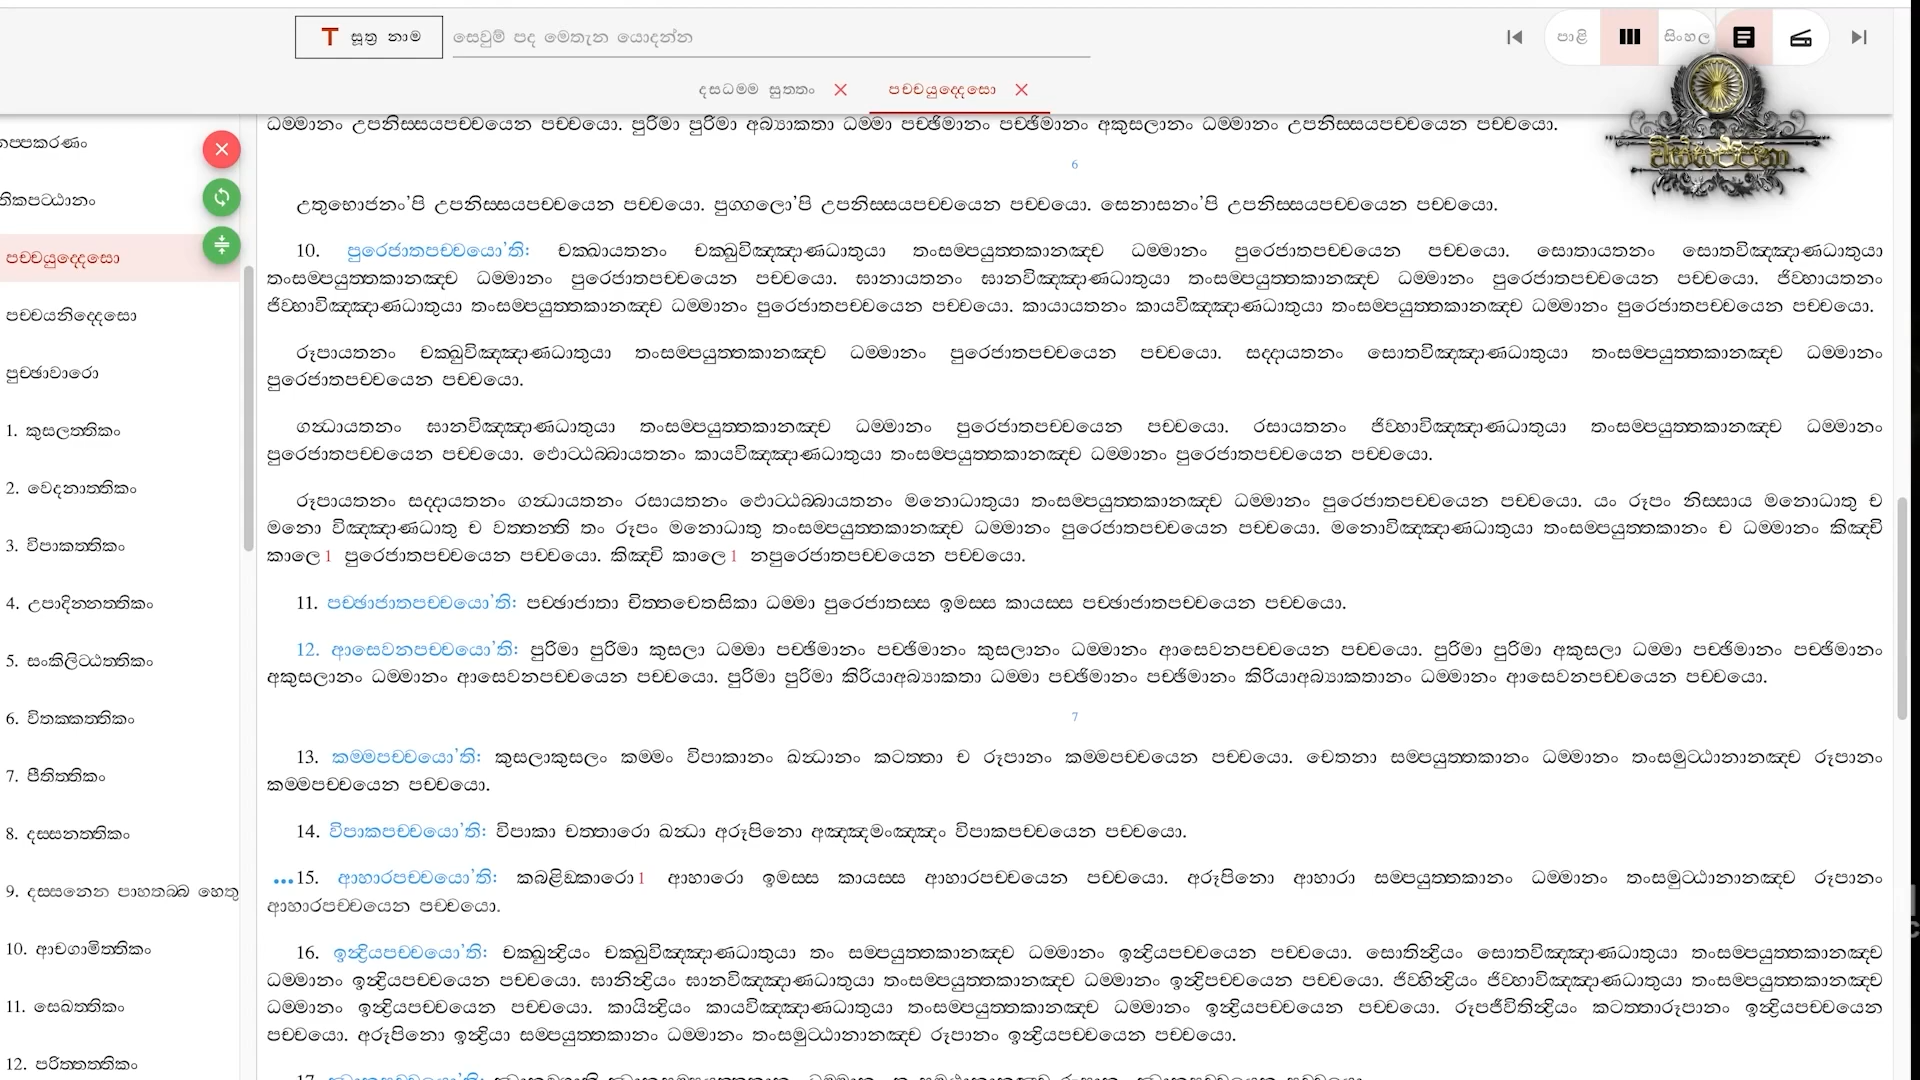 සූත්‍ර නාම
සෙවුම් පද මෙතැන යොදන්න
පාළි
සිංහල
දසධම්ම සුත්තං
පච්චයුද්දෙසො
විස්සජ්ජනා
නප්පකරණං
තිකපට්ඨානං
පච්චයුද්දෙසො
පච්චයනිද්දෙසො
පුච්ඡාවාරො
1. කුසලත්තිකං
2. වෙදනාත්තිකං
3. විපාකත්තිකං
4. උපාදින්නත්තිකං
5. සංකිලිට්ඨත්තිකං
6. විතක්කත්තිකං
7. පීතිත්තිකං
8. දස්සනත්තිකං
9. දස්සනෙන පාහතබ්බ හෙතු
10. ආචගාමිත්තිකං
11. සෙඛත්තිකං
12. පරිත්තත්තිකං
ධම්මානං උපනිස්සයපච්චයෙන පච්චයො. පුරිමා පුරිමා අබ්‍යාකතා ධම්මා පච්ඡිමානං පච්ඡිමානං අකුසලානං ධම්මානං උපනිස්සයපච්චයෙන පච්චයො.
6
උතුභොජනං'පි උපනිස්සයපච්චයෙන පච්චයො. පුග්ගලො'පි උපනිස්සයපච්චයෙන පච්චයො. සෙනාසනං'පි උපනිස්සයපච්චයෙන පච්චයො.
10. පුරෙජාතපච්චයො'ති: චක්ඛායතනං චක්ඛුවිඤ්ඤාණධාතුයා තංසම්පයුත්තකානඤ්ච ධම්මානං පුරෙජාතපච්චයෙන පච්චයො. සොතායතනං සොතවිඤ්ඤාණධාතුයා
තංසම්පයුත්තකානඤ්ච ධම්මානං පුරෙජාතපච්චයෙන පච්චයො. ඝානායතනං ඝානවිඤ්ඤාණධාතුයා තංසම්පයුත්තකානඤ්ච ධම්මානං පුරෙජාතපච්චයෙන පච්චයො. ජිව්හායතනං
ජිව්හාවිඤ්ඤාණධාතුයා තංසම්පයුත්තකානඤ්ච ධම්මානං පුරෙජාතපච්චයෙන පච්චයො. කායායතනං කායවිඤ්ඤාණධාතුයා තංසම්පයුත්තකානඤ්ච ධම්මානං පුරෙජාතපච්චයෙන පච්චයො.
රූපායතනං චක්ඛුවිඤ්ඤාණධාතුයා තංසම්පයුත්තකානඤ්ච ධම්මානං පුරෙජාතපච්චයෙන පච්චයො. සද්දායතනං සොතවිඤ්ඤාණධාතුයා තංසම්පයුත්තකානඤ්ච ධම්මානං
පුරෙජාතපච්චයෙන පච්චයො.
ගන්ධායතනං ඝානවිඤ්ඤාණධාතුයා තංසම්පයුත්තකානඤ්ච ධම්මානං පුරෙජාතපච්චයෙන පච්චයො. රසායතනං ජිව්හාවිඤ්ඤාණධාතුයා තංසම්පයුත්තකානඤ්ච ධම්මානං
පුරෙජාතපච්චයෙන පච්චයො. ඵොට්ඨබ්බායතනං කායවිඤ්ඤාණධාතුයා තංසම්පයුත්තකානඤ්ච ධම්මානං පුරෙජාතපච්චයෙන පච්චයො.
රූපායතනං සද්දායතනං ගන්ධායතනං රසායතනං ඵොට්ඨබ්බායතනං මනොධාතුයා තංසම්පයුත්තකානඤ්ච ධම්මානං පුරෙජාතපච්චයෙන පච්චයො. යං රූපං නිස්සාය මනොධාතු ච
මනො විඤ්ඤාණධාතු ච වත්තන්ති තං රූපං මනොධාතු තංසම්පයුත්තකානඤ්ච ධම්මානං පුරෙජාතපච්චයෙන පච්චයො. මනොවිඤ්ඤාණධාතුයා තංසම්පයුත්තකානං ච ධම්මානං කිඤ්චි
කාලෙ1 පුරෙජාතපච්චයෙන පච්චයො. කිඤ්චි කාලෙ1 නපුරෙජාතපච්චයෙන පච්චයො.
11. පච්ඡාජාතපච්චයො'ති: පච්ඡාජාතා චිත්තචෙතසිකා ධම්මා පුරෙජාතස්ස ඉමස්ස කායස්ස පච්ඡාජාතපච්චයෙන පච්චයො.
12. ආසෙවනපච්චයො'ති: පුරිමා පුරිමා කුසලා ධම්මා පච්ඡිමානං පච්ඡිමානං කුසලානං ධම්මානං ආසෙවනපච්චයෙන පච්චයො. පුරිමා පුරිමා අකුසලා ධම්මා පච්ඡිමානං පච්ඡිමානං
අකුසලානං ධම්මානං ආසෙවනපච්චයෙන පච්චයො. පුරිමා පුරිමා කිරියාඅබ්‍යාකතා ධම්මා පච්ඡිමානං පච්ඡිමානං කිරියාඅබ්‍යාකතානං ධම්මානං ආසෙවනපච්චයෙන පච්චයො.
7
13. කම්මපච්චයො'ති: කුසලාකුසලං කම්මං විපාකානං ඛන්ධානං කටත්තා ච රූපානං කම්මපච්චයෙන පච්චයො. චෙතනා සම්පයුත්තකානං ධම්මානං තංසමුට්ඨානානඤ්ච රූපානං
කම්මපච්චයෙන පච්චයො.
14. විපාකපච්චයො'ති: විපාකා චත්තාරො ඛන්ධා අරූපිනො අඤ්ඤමංඤ්ඤං විපාකපච්චයෙන පච්චයො.
...15. ආහාරපච්චයො'ති: කබළිඞ්කාරො1 ආහාරො ඉමස්ස කායස්ස ආහාරපච්චයෙන පච්චයො. අරූපිනො ආහාරා සම්පයුත්තකානං ධම්මානං තංසමුට්ඨානානඤ්ච රූපානං
ආහාරපච්චයෙන පච්චයො.
16. ඉන්‍ද්‍රියපච්චයො'ති: චක්ඛුන්‍ද්‍රියං චක්ඛුවිඤ්ඤාණධාතුයා තං සම්පයුත්තකානඤ්ච ධම්මානං ඉන්‍ද්‍රියපච්චයෙන පච්චයො. සොතින්‍ද්‍රියං සොතවිඤ්ඤාණධාතුයා තංසම්පයුත්තකානඤ්ච
ධම්මානං ඉන්‍ද්‍රියපච්චයෙන පච්චයො. ඝානින්‍ද්‍රියං ඝානවිඤ්ඤාණධාතුයා තංසම්පයුත්තකානඤ්ච ධම්මානං ඉන්‍ද්‍රිපච්චයෙන පච්චයො. ජිව්හින්‍ද්‍රියං ජිව්හාවිඤ්ඤාණධාතුයා තංසම්පයුත්තකානඤ්ච
ධම්මානං ඉන්‍ද්‍රියපච්චයෙන පච්චයො. කායින්‍ද්‍රියං කායවිඤ්ඤාණධාතුයා තංසම්පයුත්තකානඤ්ච ධම්මානං ඉන්‍ද්‍රියපච්චයෙන පච්චයො. රූපජීවිතින්‍ද්‍රියං කටත්තාරූපානං ඉන්‍ද්‍රියපච්චයෙන
පච්චයො. අරූපිනො ඉන්‍ද්‍රියා සම්පයුත්තකානං ධම්මානං තංසමුට්ඨානානඤ්ච රූපානං ඉන්‍ද්‍රියපච්චයෙන පච්චයො.